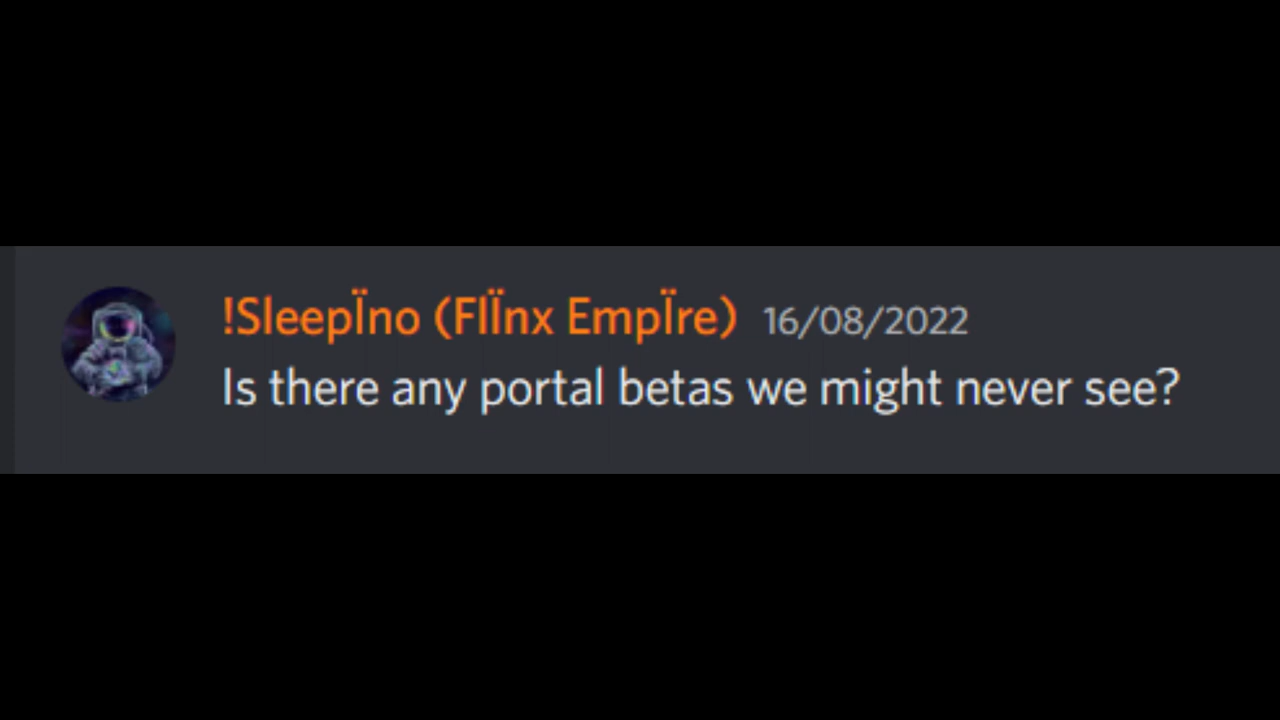 !SleepÏno (FlÏnx EmpÏre) 16/08/2022
Is there any portal betas we might never see?